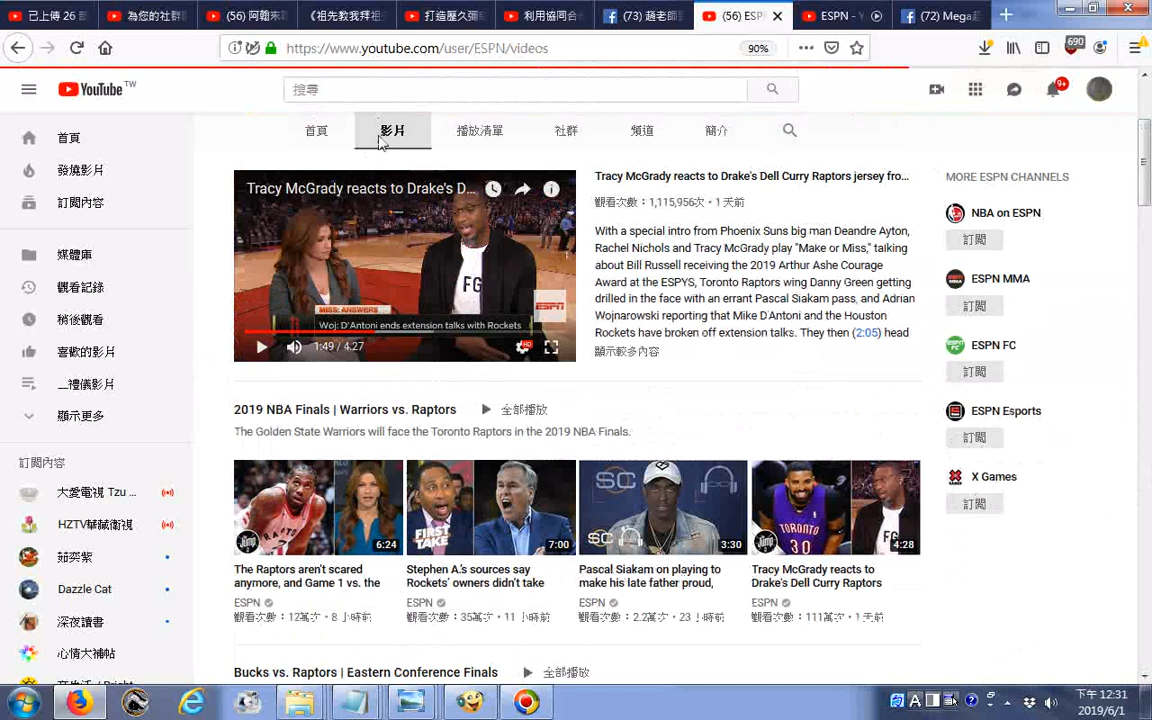 已上傳 26 部
為您的社群
(56) 阿翰來
《祖先教我拜祖
打造壓久彌
利用協同合
(73) 趙老師
(56) ESP
ESPN - Y
(72) Mega
https://www.youtube.com/user/ESPN/videos
90%
690
YouTube TW
搜尋
9+
首頁
影片
播放清單
社群
頻道
簡介
首頁
發燒影片
訂閱內容
媒體庫
觀看記錄
稍後觀看
喜歡的影片
_禮儀影片
顯示更多
訂閱內容
大愛電視 Tzu ...
HZTV華藏衛視
茹奕紫
Dazzle Cat
深夜讀書
心情大補帖
Tracy McGrady reacts to Drake's D...
FG
MISS: ANSWERS
Woj: D'Antoni ends extension talks with Rockets
ESPN
1:49 / 4:27
HD
Tracy McGrady reacts to Drake's Dell Curry Raptors jersey fro...
觀看次數：1,115,956次 • 1 天前
With a special intro from Phoenix Suns big man Deandre Ayton,
Rachel Nichols and Tracy McGrady play "Make or Miss," talking
about Bill Russell receiving the 2019 Arthur Ashe Courage
Award at the ESPYS, Toronto Raptors wing Danny Green getting
drilled in the face with an errant Pascal Siakam pass, and Adrian
Wojnarowski reporting that Mike D'Antoni and the Houston
Rockets have broken off extension talks. They then (2:05) head
顯示較多內容
2019 NBA Finals | Warriors vs. Raptors
全部播放
The Golden State Warriors will face the Toronto Raptors in the 2019 NBA Finals.
Jump
6:24
FIRST
TAKE
7:00
SC
3:30
TORONTO
30
Jump
FG
4:28
The Raptors aren't scared
anymore, and Game 1 vs. the
ESPN
觀看次數：12萬次 • 8 小時前
Stephen A.'s sources say
Rockets' owners didn't take
ESPN
觀看次數：35萬次 • 11 小時前
Pascal Siakam on playing to
make his late father proud,
ESPN
觀看次數：2.2萬次 • 23 小時前
Tracy McGrady reacts to
Drake's Dell Curry Raptors
ESPN
觀看次數：111萬次 • 1 天前
Bucks vs. Raptors | Eastern Conference Finals
全部播放
MORE ESPN CHANNELS
NBA on ESPN
訂閱
ESPN MMA
訂閱
ESPN FC
訂閱
ESPN Esports
訂閱
X Games
訂閱
下午 12:31
2019/6/1